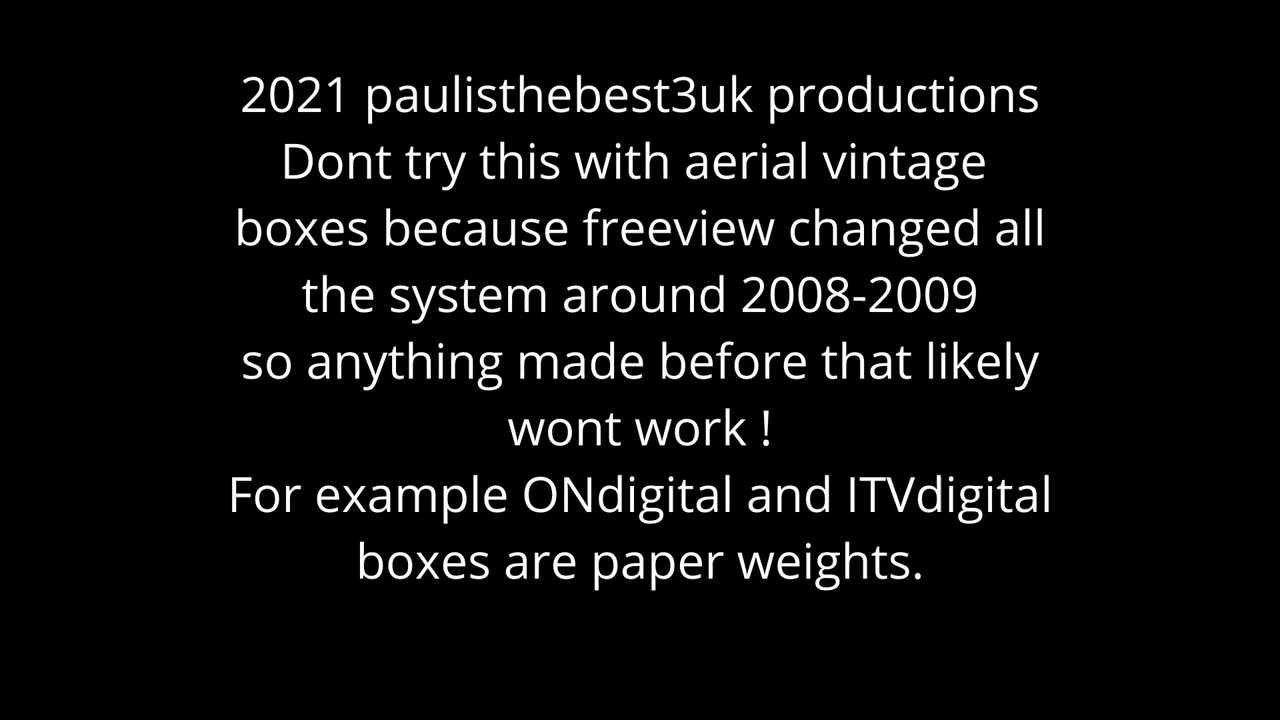 2021 paulisthebest3uk productions
Dont try this with aerial vintage
boxes because freeview changed all
the system around 2008-2009
so anything made before that likely
wont work !
For example ONdigital and ITVdigital
boxes are paper weights.